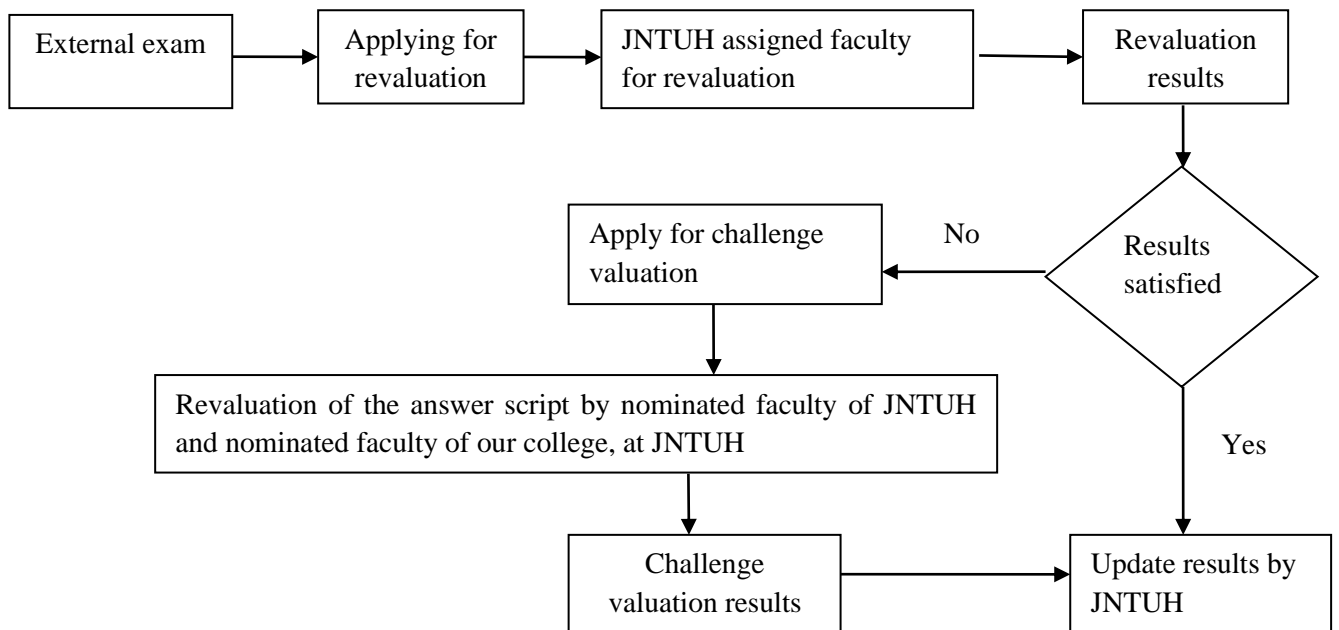 External exam
Applying for
revaluation
JNTUH assigned faculty
for revaluation
Revaluation
results
Results
satisfied
No
Apply for challenge
valuation
Revaluation of the answer script by nominated faculty of JNTUH
and nominated faculty of our college, at JNTUH
Yes
Challenge
valuation results
Update results by
JNTUH